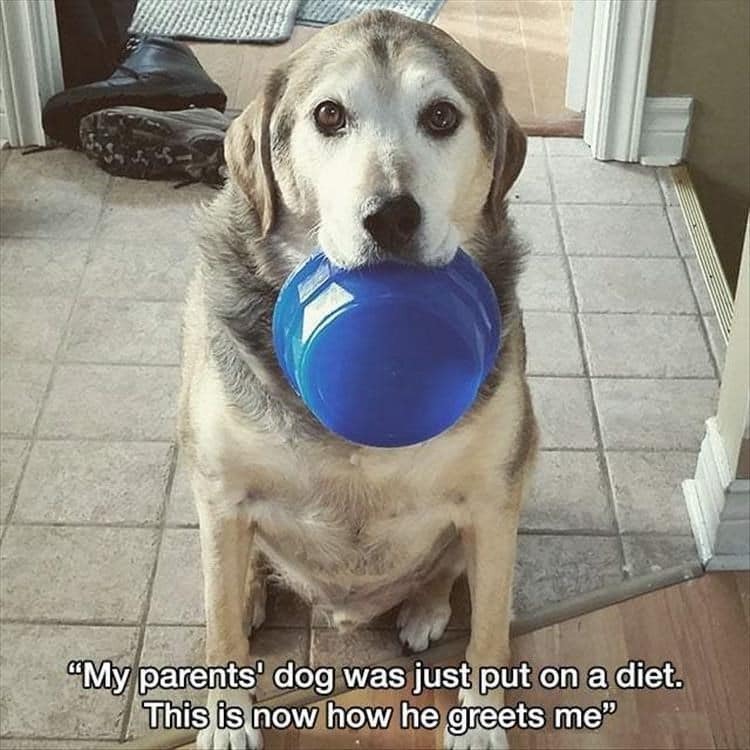 “My parents' dog was just put on a diet.
This is now how he greets me”